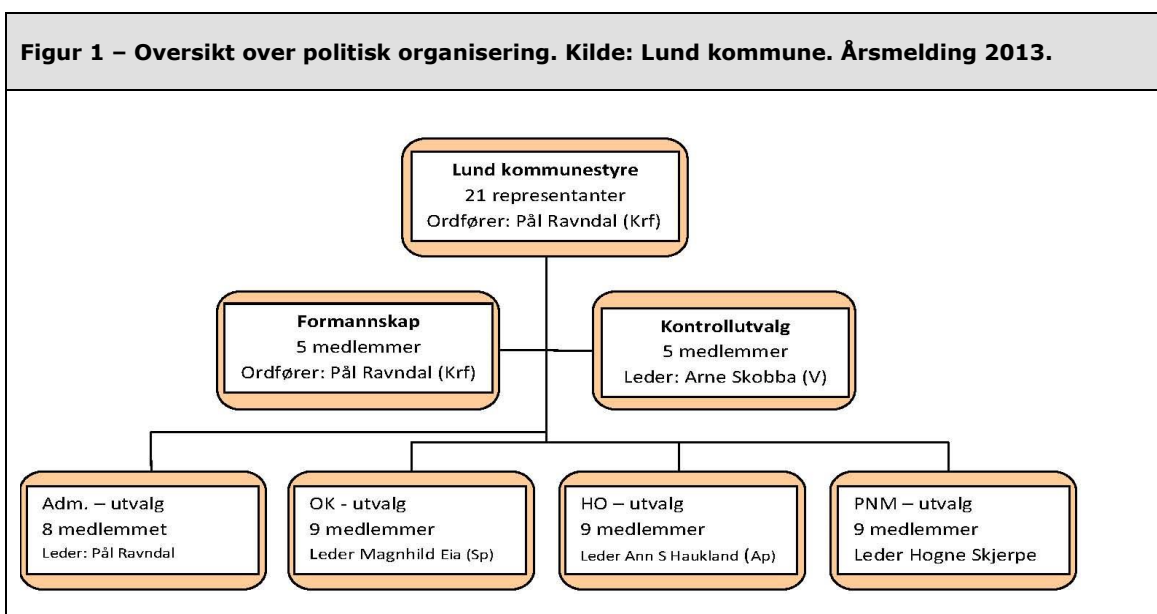 Figur 1 – Oversikt over politisk organisering. Kilde: Lund kommune. Årsmelding 2013.
Lund kommunestyre
21 representanter
Ordfører: Pål Ravndal (Krf)
Formannskap
5 medlemmer
Ordfører: Pål Ravndal (Krf)
Kontrollutvalg
5 medlemmer
Leder: Arne Skobba (V)
Adm. – utvalg
8 medlemmet
Leder: Pål Ravndal
OK - utvalg
9 medlemmer
Leder Magnhild Eia (Sp)
HO – utvalg
9 medlemmer
Leder Ann S Haukland (Ap)
PNM – utvalg
9 medlemmer
Leder Hogne Skjerpe